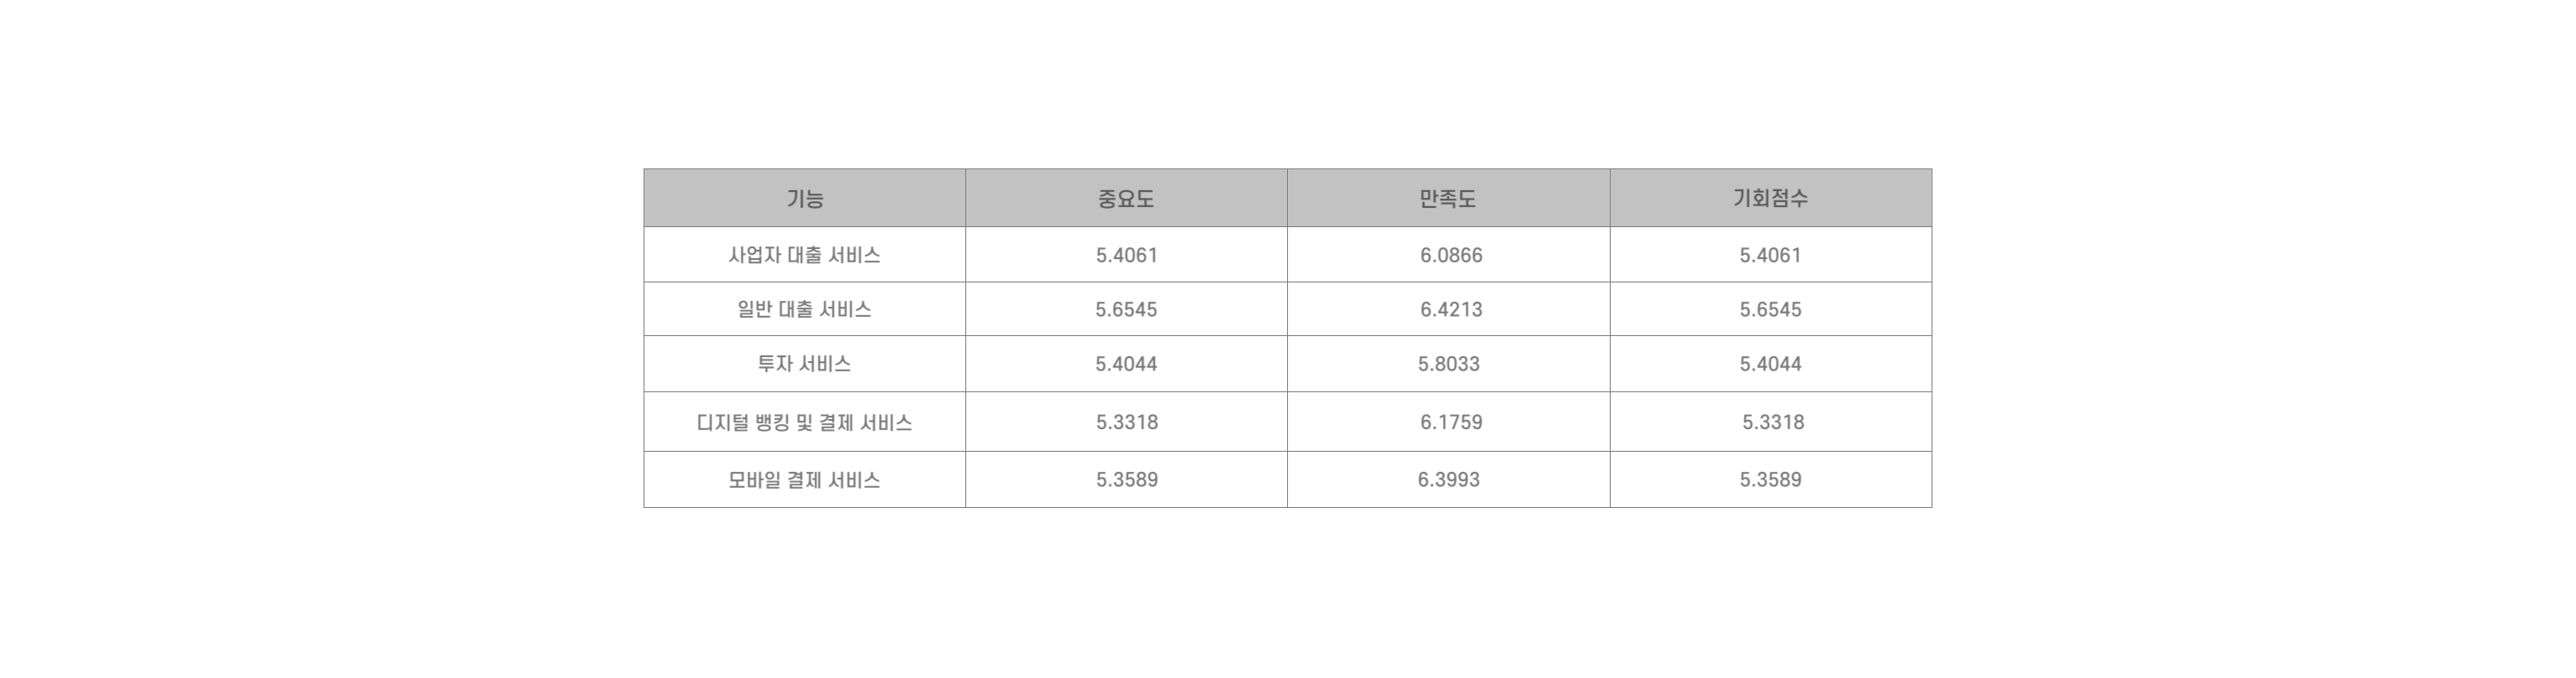 기능 중요도 만족도 기회점수
사업자 대출 서비스 5.4061 6.0866 5.4061
일반 대출 서비스 5.6545 6.4213 5.6545
투자 서비스 5.4044 5.8033 5.4044
디지털 뱅킹 및 결제 서비스 5.3318 6.1759 5.3318
모바일 결제 서비스 5.3589 6.3993 5.3589